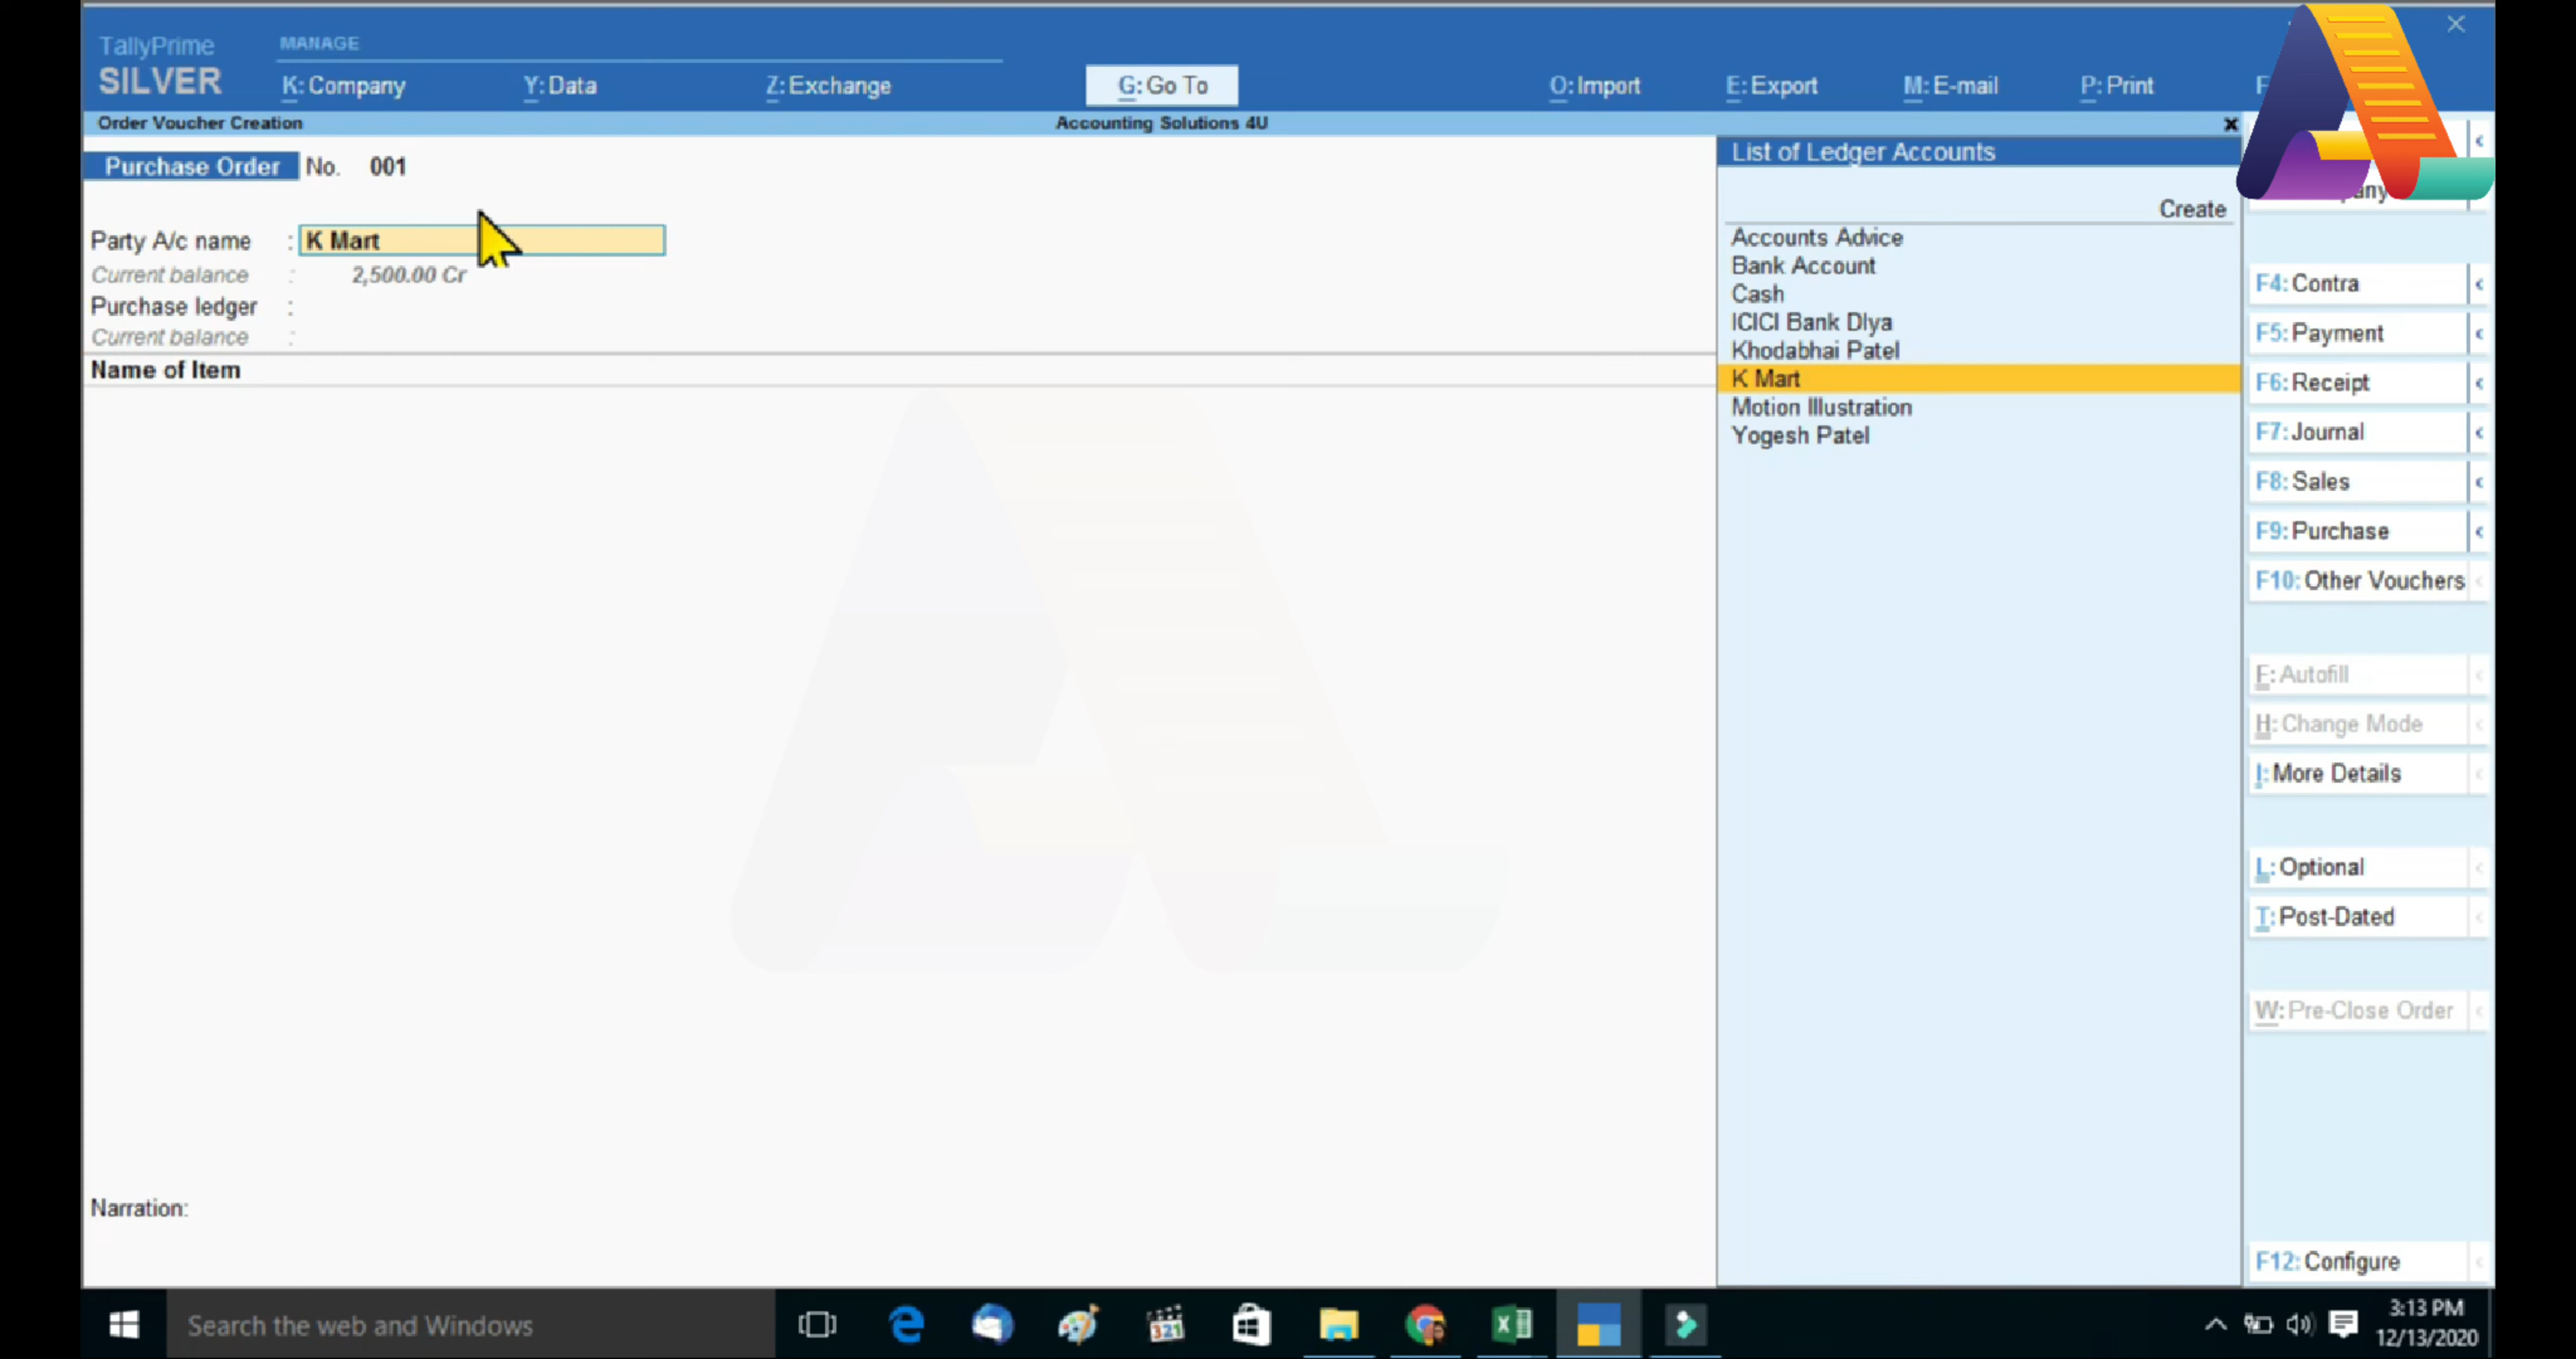 TallyPrime
SILVER
MANAGE
K: Company
Y: Data
Z: Exchange
G: Go To
O: Import
E: Export
M: E-mail
P: Print
F
Order Voucher Creation
Accounting Solutions 4U
Purchase Order No. 001
Party A/c name : K Mart
Current balance : 2,500.00 Cr
Purchase ledger :
Current balance :
Name of Item
Narration:
List of Ledger Accounts
Create
Accounts Advice
Bank Account
Cash
ICICI Bank Dlya
Khodabhai Patel
K Mart
Motion Illustration
Yogesh Patel
any
F4: Contra
F5: Payment
F6: Receipt
F7: Journal
F8: Sales
F9: Purchase
F10: Other Vouchers
F: Autofill
H: Change Mode
I: More Details
L: Optional
T: Post-Dated
W: Pre-Close Order
F12: Configure
Search the web and Windows
321
3:13 PM
12/13/2020